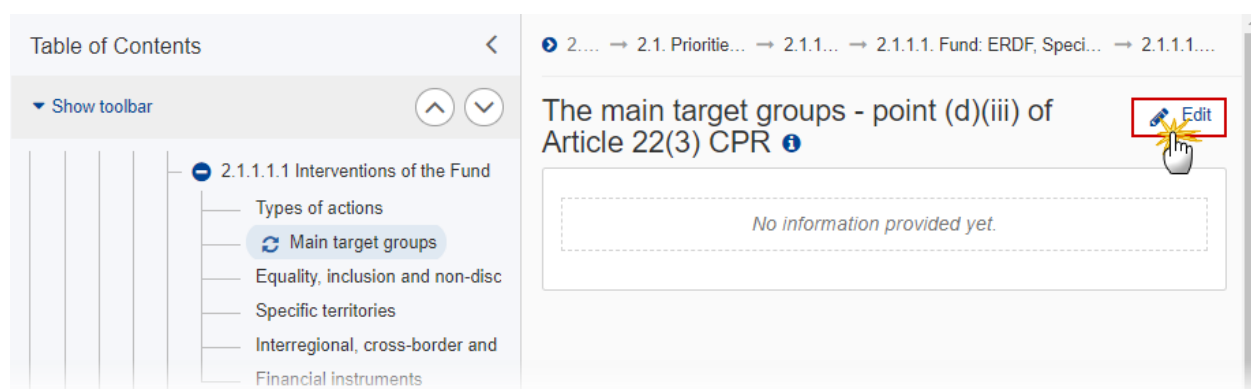 Table of Contents
2.... → 2.1. Prioritie... → 2.1.1... → 2.1.1.1. Fund: ERDF, Speci... → 2.1.1.1....
Show toolbar
The main target groups - point (d)(iii) of
Article 22(3) CPR
Edit
2.1.1.1.1 Interventions of the Fund
Types of actions
Main target groups
Equality, inclusion and non-disc
Specific territories
Interregional, cross-border and
Financial instruments
No information provided yet.